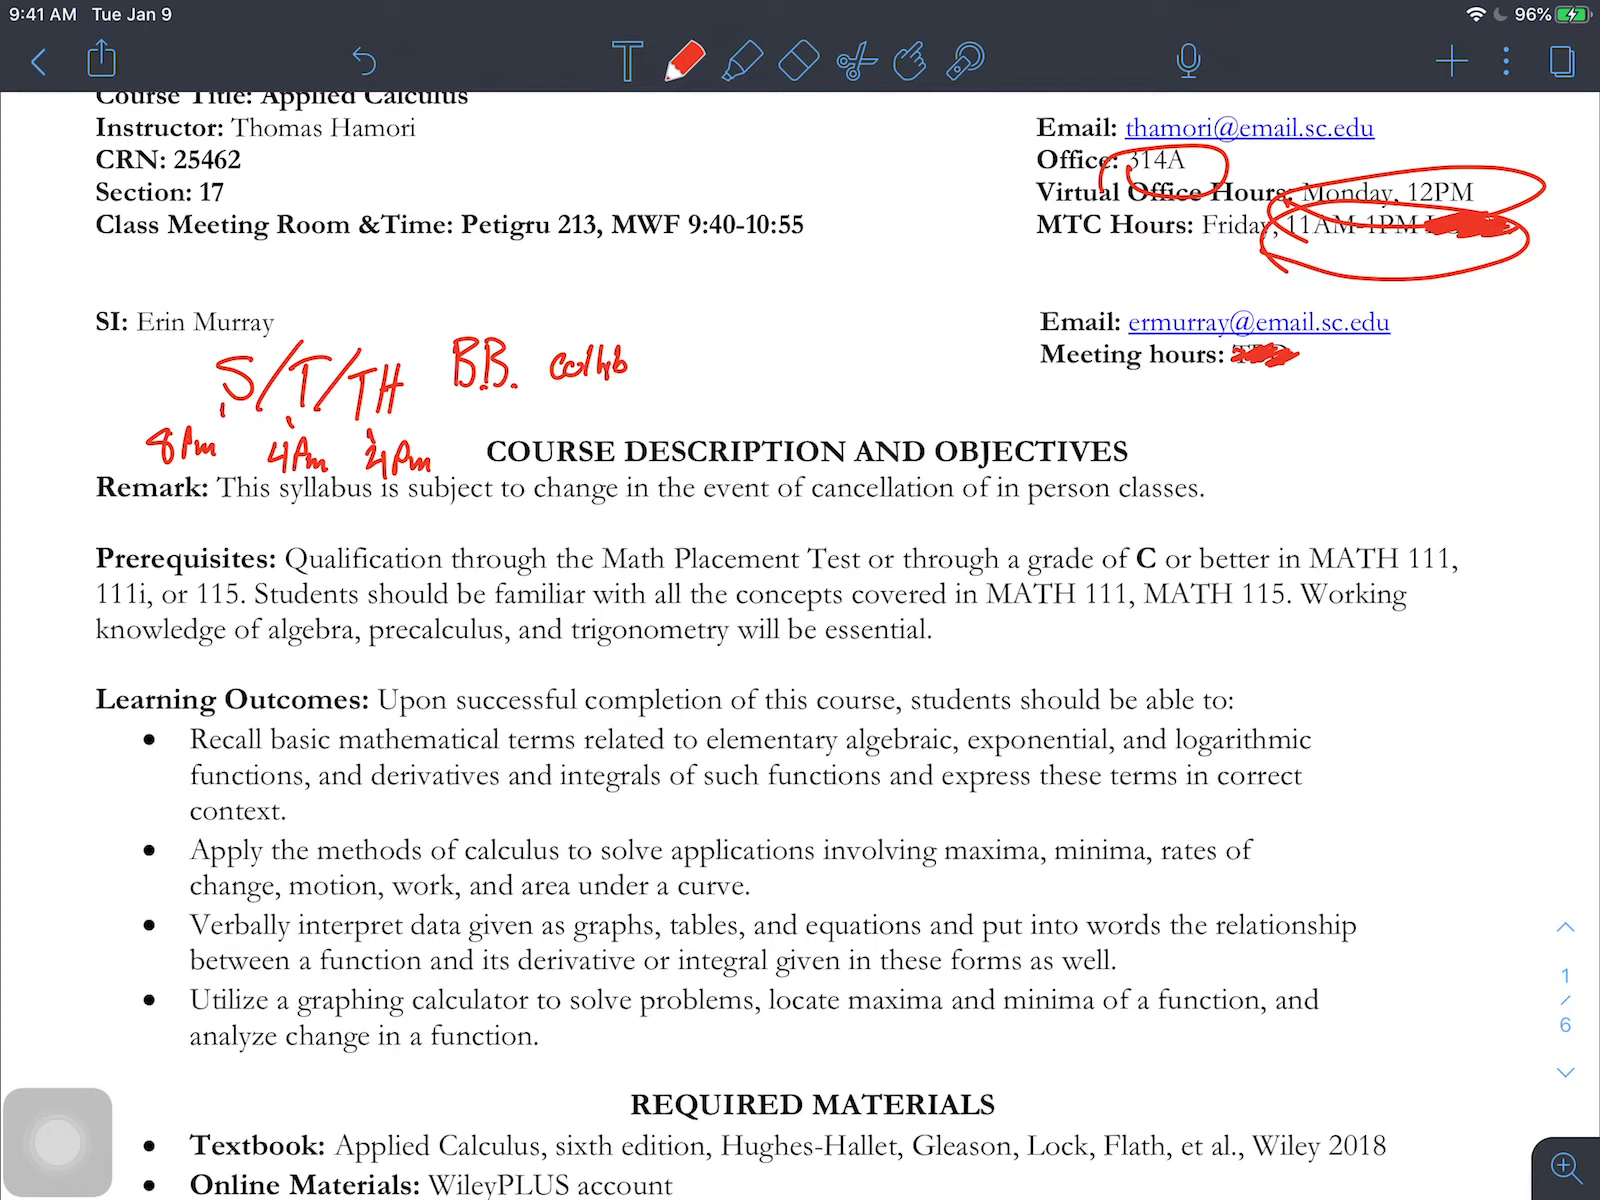 9:41 AM Tue Jan 9 96%
Course Title: Applied Calculus
Instructor: Thomas Hamori
Email: thamori@email.sc.edu
CRN: 25462
Office: 314A
Section: 17
Virtual Office Hours: Monday, 12PM
Class Meeting Room &Time: Petigru 213, MWF 9:40-10:55
MTC Hours: Friday, 11AM-1PM
SI: Erin Murray
Email: ermurray@email.sc.edu
Meeting hours:
S/T/TH B.B. collab
8pm 4pm 4pm
COURSE DESCRIPTION AND OBJECTIVES
Remark: This syllabus is subject to change in the event of cancellation of in person classes.
Prerequisites: Qualification through the Math Placement Test or through a grade of C or better in MATH 111,
111i, or 115. Students should be familiar with all the concepts covered in MATH 111, MATH 115. Working
knowledge of algebra, precalculus, and trigonometry will be essential.
Learning Outcomes: Upon successful completion of this course, students should be able to:
• Recall basic mathematical terms related to elementary algebraic, exponential, and logarithmic
functions, and derivatives and integrals of such functions and express these terms in correct
context.
• Apply the methods of calculus to solve applications involving maxima, minima, rates of
change, motion, work, and area under a curve.
• Verbally interpret data given as graphs, tables, and equations and put into words the relationship
between a function and its derivative or integral given in these forms as well.
• Utilize a graphing calculator to solve problems, locate maxima and minima of a function, and
analyze change in a function.
1
/
6
REQUIRED MATERIALS
• Textbook: Applied Calculus, sixth edition, Hughes-Hallet, Gleason, Lock, Flath, et al., Wiley 2018
• Online Materials: WileyPLUS account